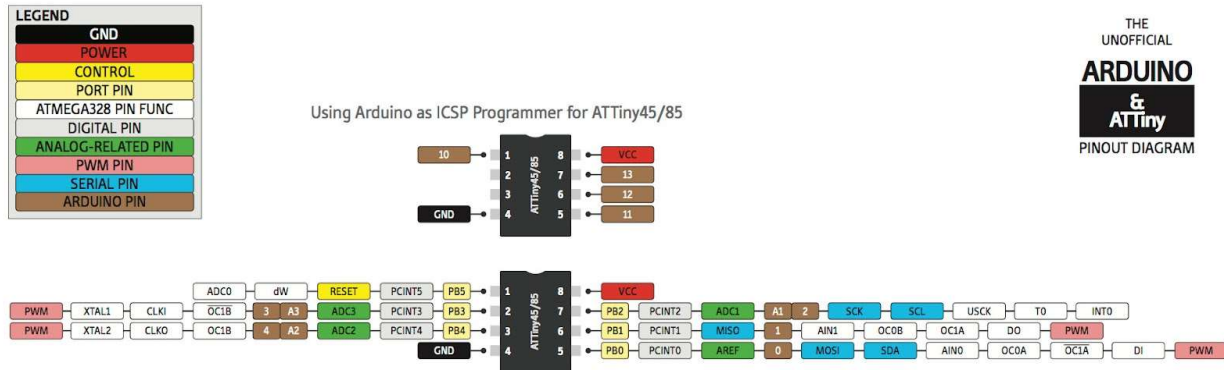 LEGEND
GND
POWER
CONTROL
PORT PIN
ATMEGA328 PIN FUNC
DIGITAL PIN
ANALOG-RELATED PIN
PWM PIN
SERIAL PIN
ARDUINO PIN
THE
UNOFFICIAL
ARDUINO
&
ATTiny
PINOUT DIAGRAM
Using Arduino as ICSP Programmer for ATTiny45/85
10 1 8 VCC
2 7 13
3 6 12
GND 4 5 11
ATTiny45/85
ADC0 dW RESET PCINT5 PB5 1 8 VCC
PWM XTAL1 CLKI OC1B 3 A3 ADC3 PCINT3 PB3 2 7 PB2 PCINT2 ADC1 A1 2 SCK SCL USCK T0 INT0
PWM XTAL2 CLKO OC1B 4 A2 ADC2 PCINT4 PB4 3 6 PB1 PCINT1 MISO 1 AIN1 OC0B OC1A DO PWM
GND 4 5 PB0 PCINT0 AREF 0 MOSI SDA AIN0 OC0A OC1A DI PWM
ATTiny45/85